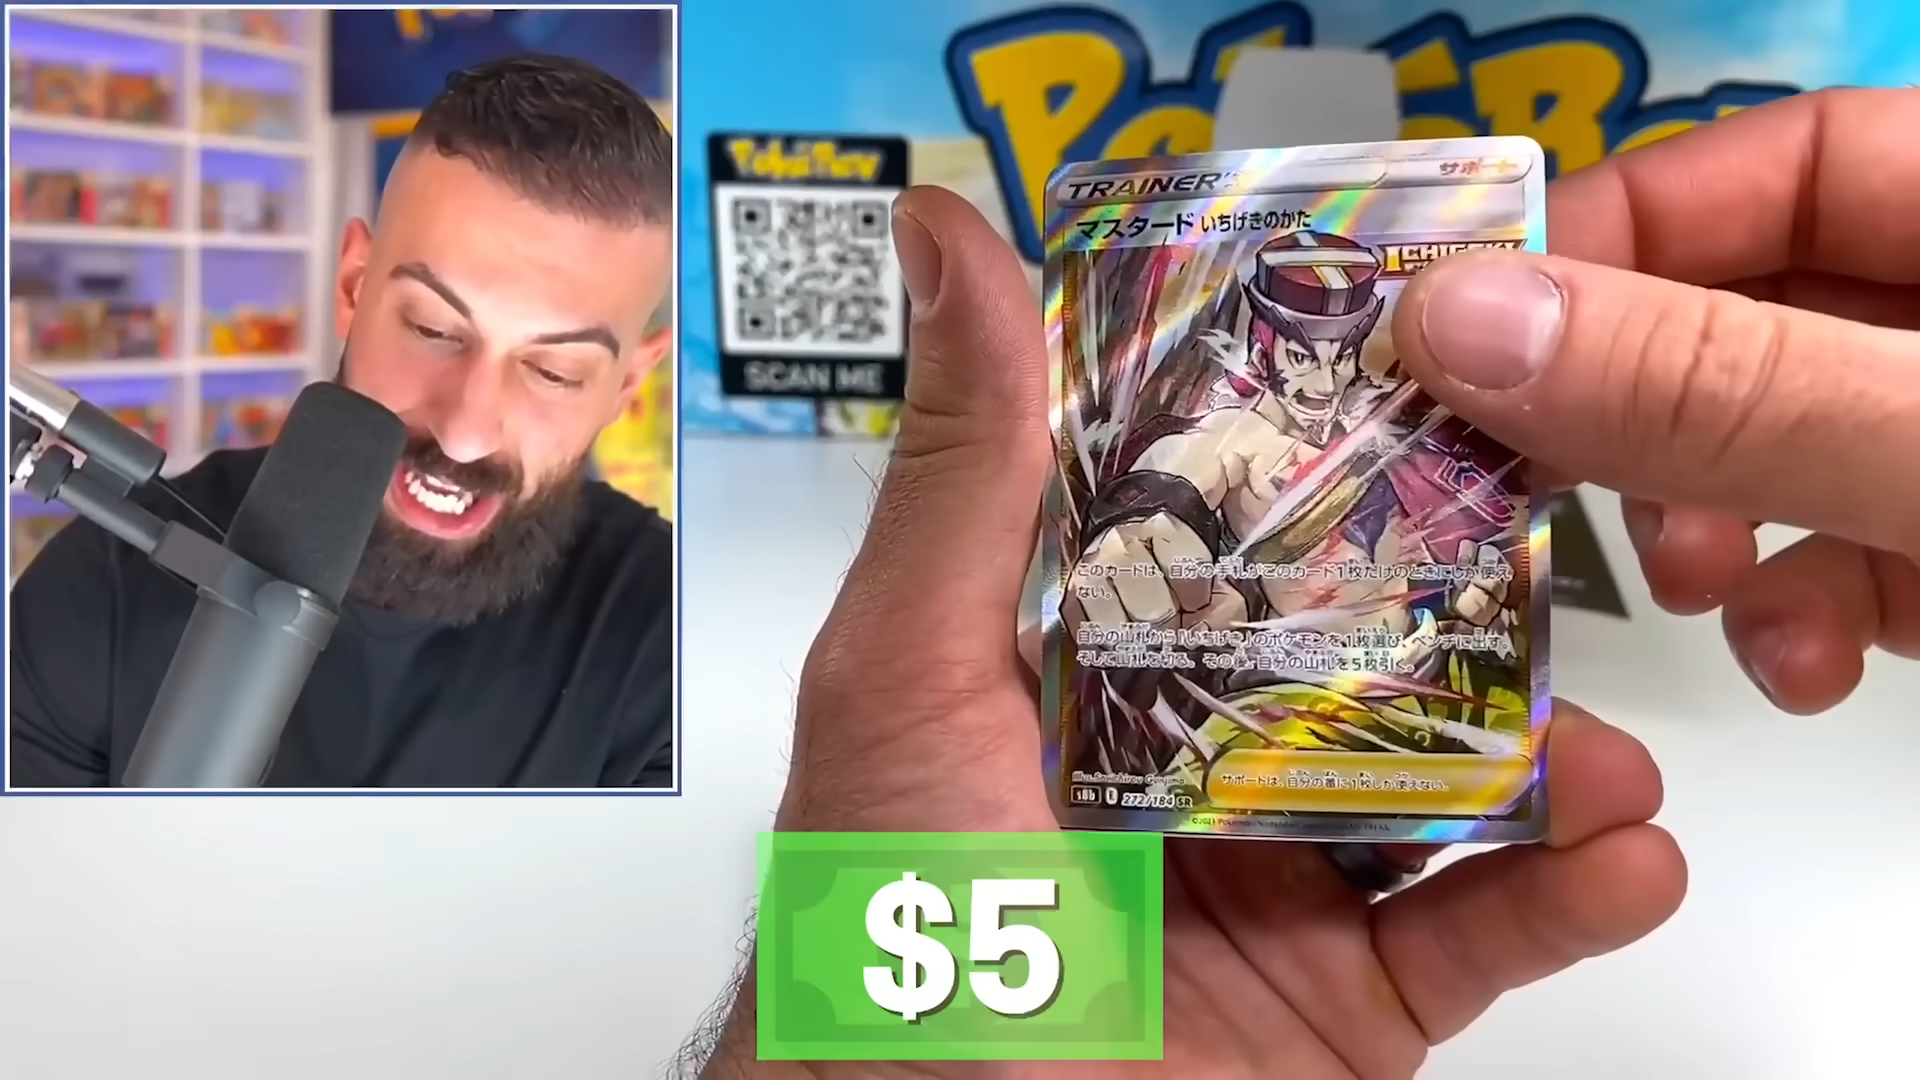 SCAN ME
TRAINER'S
サポート
マスタード いちげきのかた
このカードは、自分の手札がこのカード1枚だけのときにしか使え
ない。
自分の山札から「いちげき」のポケモンを1枚選び、ベンチに出す。
そして山札を切る。その後、自分の山札を5枚引く。
サポートは、自分の番に1枚しか使えない。
s8b E 272/184 SR
$5